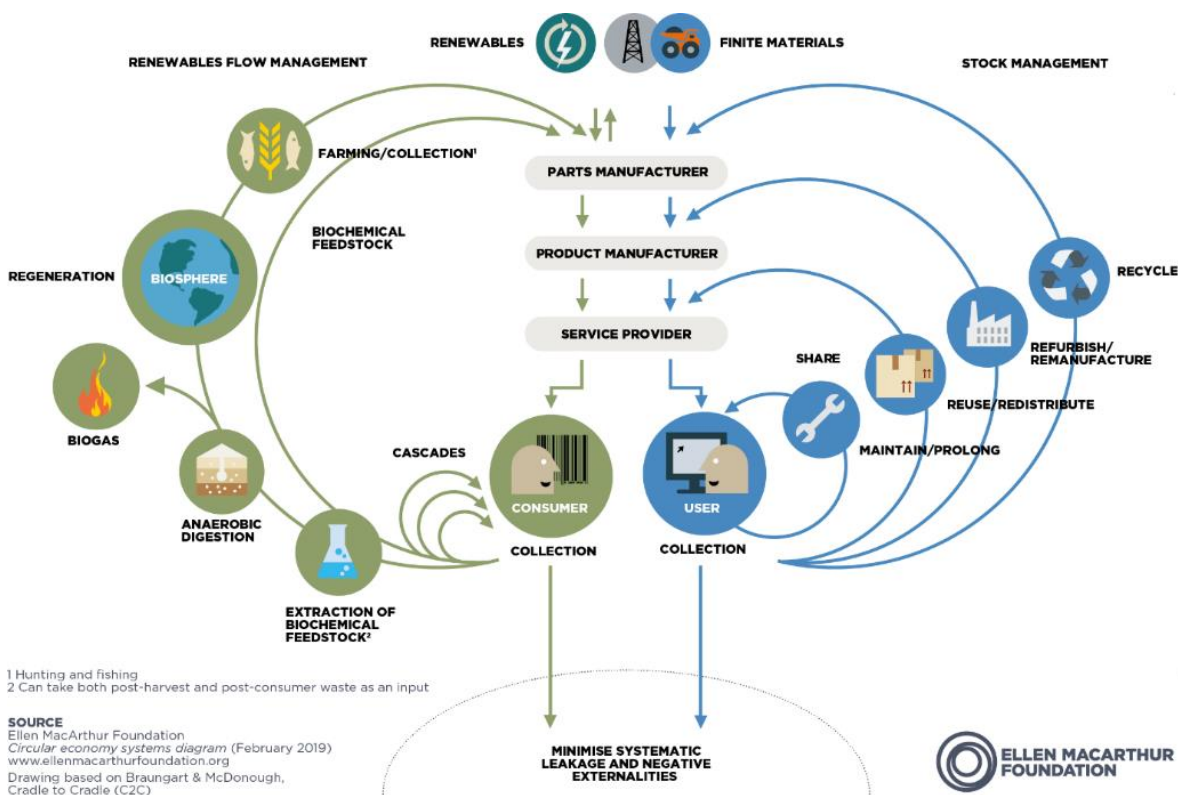 RENEWABLES
FINITE MATERIALS
RENEWABLES FLOW MANAGEMENT
STOCK MANAGEMENT
FARMING/COLLECTION¹
PARTS MANUFACTURER
BIOCHEMICAL
FEEDSTOCK
PRODUCT MANUFACTURER
REGENERATION
BIOSPHERE
RECYCLE
SERVICE PROVIDER
SHARE
REFURBISH/
REMANUFACTURE
REUSE/REDISTRIBUTE
BIOGAS
CASCADES
MAINTAIN/PROLONG
CONSUMER
USER
ANAEROBIC
DIGESTION
COLLECTION
COLLECTION
EXTRACTION OF
BIOCHEMICAL
FEEDSTOCK²
1 Hunting and fishing
2 Can take both post-harvest and post-consumer waste as an input
SOURCE
Ellen MacArthur Foundation
Circular economy systems diagram (February 2019)
www.ellenmacarthurfoundation.org
Drawing based on Braungart & McDonough,
Cradle to Cradle (C2C)
MINIMISE SYSTEMATIC
LEAKAGE AND NEGATIVE
EXTERNALITIES
ELLEN MACARTHUR
FOUNDATION